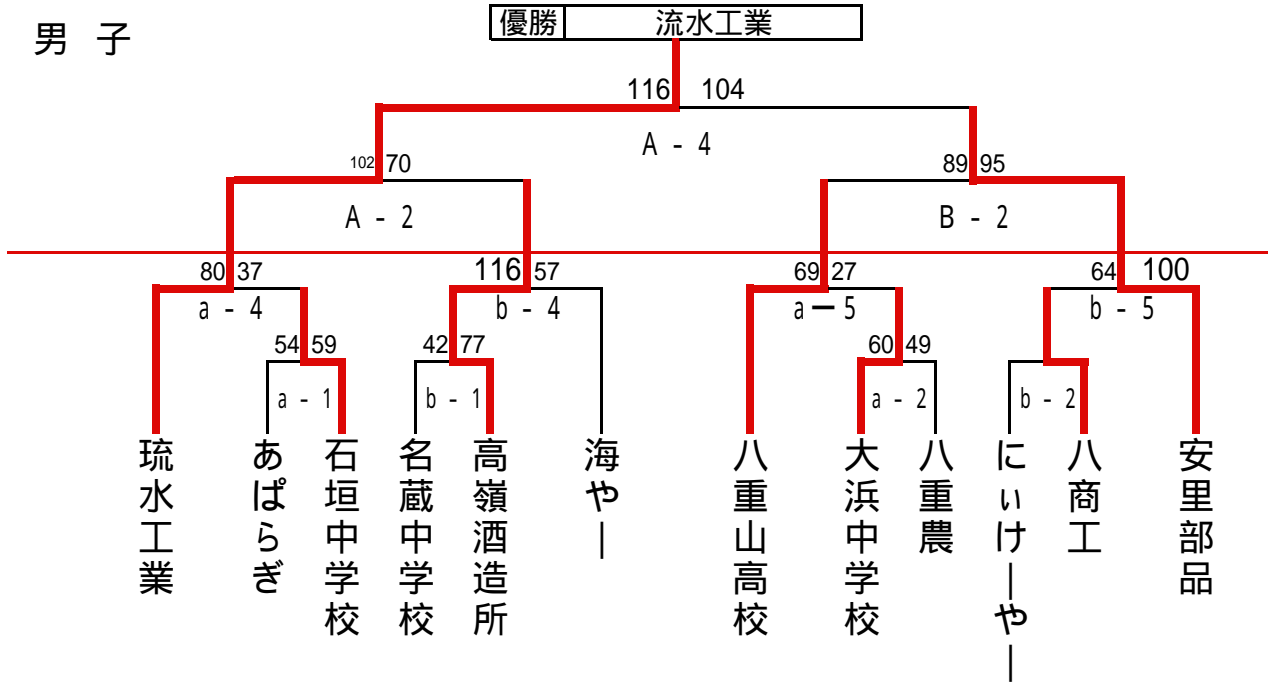 男 子
優勝 流水工業
116 104
A - 4
102 70
89 95
A - 2
B - 2
80 37
116 57
69 27
64 100
a - 4
b - 4
a ー 5
b - 5
54 59
42 77
60 49
a - 1
b - 1
a - 2
b - 2
琉水工業
あぱらぎ
石垣中学校
名蔵中学校
高嶺酒造所
海やー
八重山高校
大浜中学校
八重農
にぃけーやー
八商工
安里部品